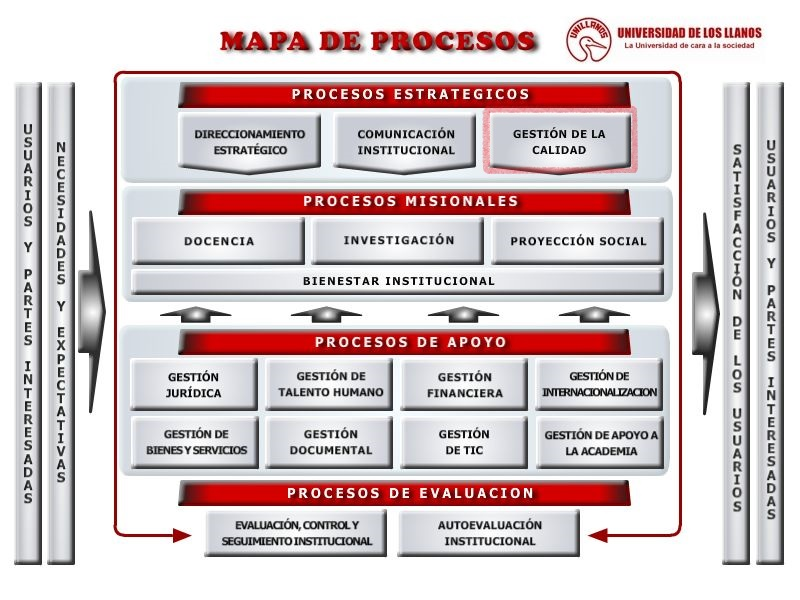 MAPA DE PROCESOS
UNILLANOS
UNIVERSIDAD DE LOS LLANOS
La Universidad de cara a la sociedad
USUARIOS Y PARTES INTERESADAS
NECESIDADES Y EXPECTATIVAS
PROCESOS ESTRATEGICOS
DIRECCIONAMIENTO
ESTRATÉGICO
COMUNICACIÓN
INSTITUCIONAL
GESTIÓN DE LA
CALIDAD
PROCESOS MISIONALES
DOCENCIA
INVESTIGACIÓN
PROYECCIÓN SOCIAL
BIENESTAR INSTITUCIONAL
PROCESOS DE APOYO
GESTIÓN
JURÍDICA
GESTIÓN DE
TALENTO HUMANO
GESTIÓN
FINANCIERA
GESTIÓN DE
INTERNACIONALIZACION
GESTIÓN DE
BIENES Y SERVICIOS
GESTIÓN
DOCUMENTAL
GESTIÓN
DE TIC
GESTIÓN DE APOYO A
LA ACADEMIA
PROCESOS DE EVALUACION
EVALUACIÓN, CONTROL Y
SEGUIMIENTO INSTITUCIONAL
AUTOEVALUACIÓN
INSTITUCIONAL
SATISFACCIÓN DE LOS USUARIOS
USUARIOS Y PARTES INTERESADAS